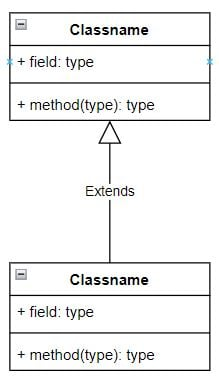 Classname
+ field: type
+ method(type): type
Extends
Classname
+ field: type
+ method(type): type